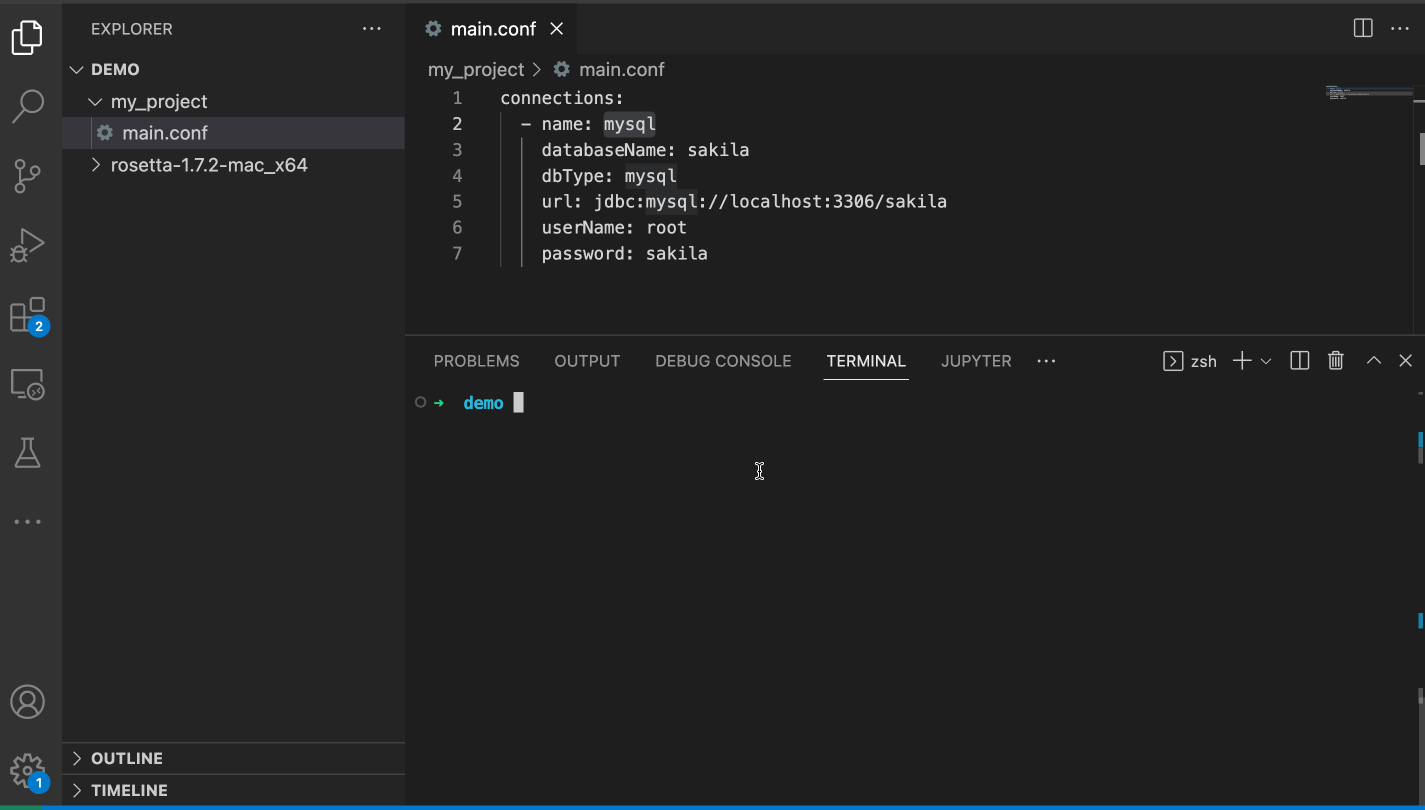 EXPLORER
DEMO
my_project
main.conf
rosetta-1.7.2-mac_x64
OUTLINE
TIMELINE
2
1
main.conf
my_project > main.conf
1 connections:
2 - name: mysql
3 databaseName: sakila
4 dbType: mysql
5 url: jdbc:mysql://localhost:3306/sakila
6 userName: root
7 password: sakila
PROBLEMS OUTPUT DEBUG CONSOLE TERMINAL JUPYTER ··· zsh
➜ demo